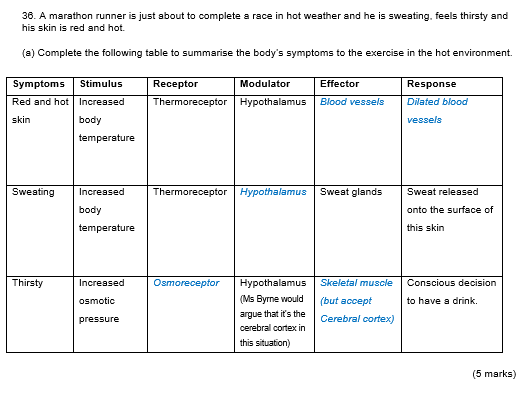 36. A marathon runner is just about to complete a race in hot weather and he is sweating, feels thirsty and
his skin is red and hot.
(a) Complete the following table to summarise the body's symptoms to the exercise in the hot environment.
Symptoms Stimulus Receptor Modulator Effector Response
Red and hot Increased Thermoreceptor Hypothalamus Blood vessels Dilated blood
skin body vessels
temperature
Sweating Increased Thermoreceptor Hypothalamus Sweat glands Sweat released
body onto the surface of
temperature this skin
Thirsty Increased Osmoreceptor Hypothalamus Skeletal muscle Conscious decision
osmotic (Ms Byrne would (but accept to have a drink.
pressure argue that it's the Cerebral cortex)
cerebral cortex in
this situation)
(5 marks)